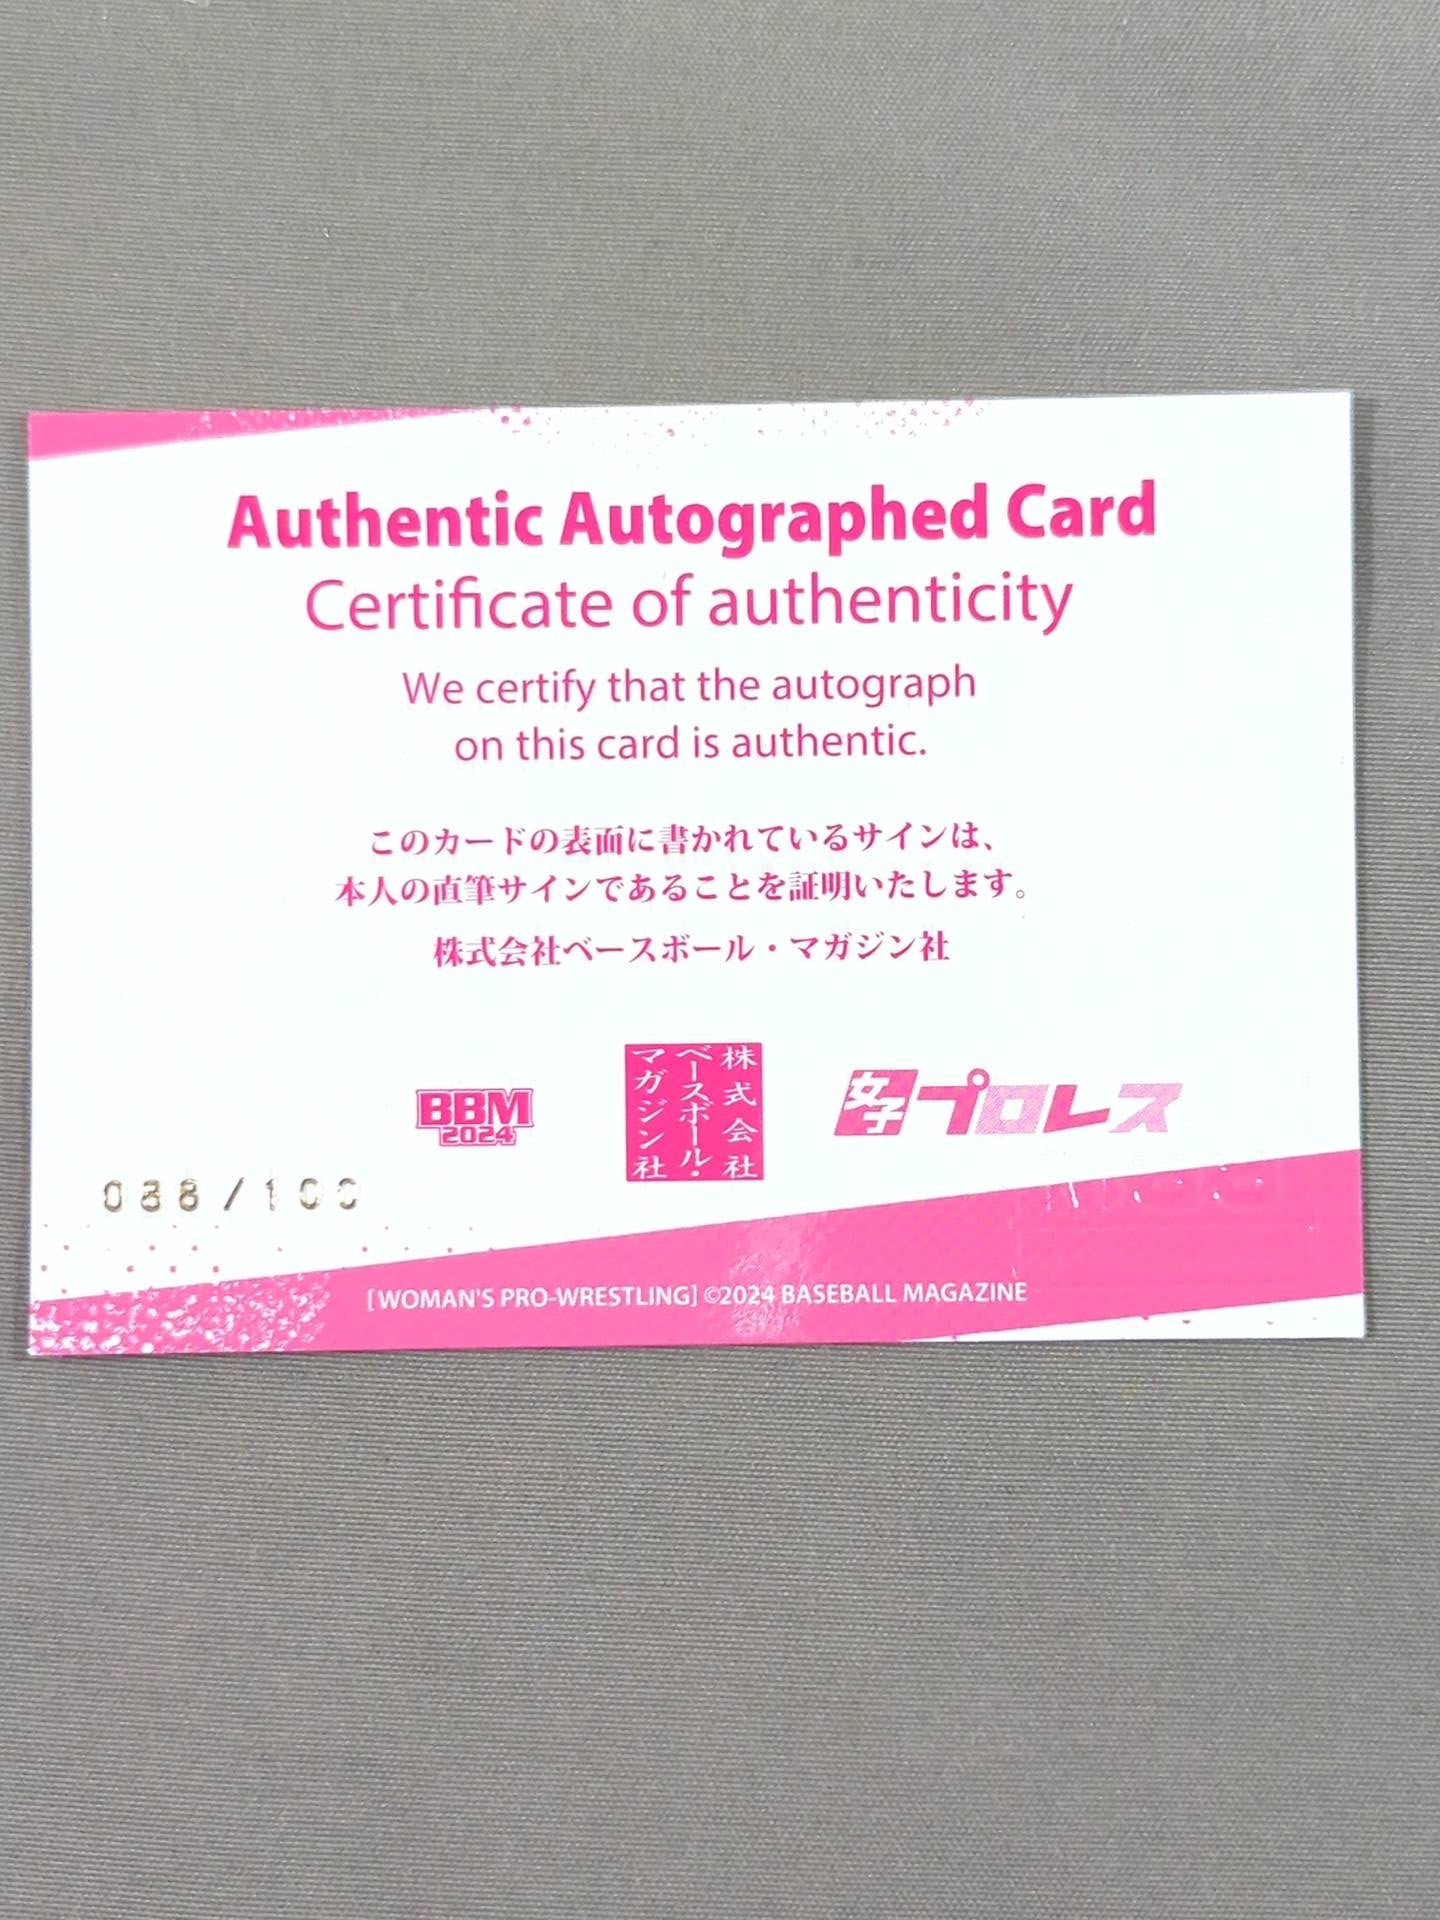 Authentic Autographed Card
Certificate of authenticity
We certify that the autograph
on this card is authentic.
このカードの表面に書かれているサインは、
本人の直筆サインであることを証明いたします。
株式会社ベースボール・マガジン社
BBM
2024
株式会社
ベースボール・
マガジン社
女子プロレス
088/100
[WOMAN'S PRO-WRESTLING] ©2024 BASEBALL MAGAZINE